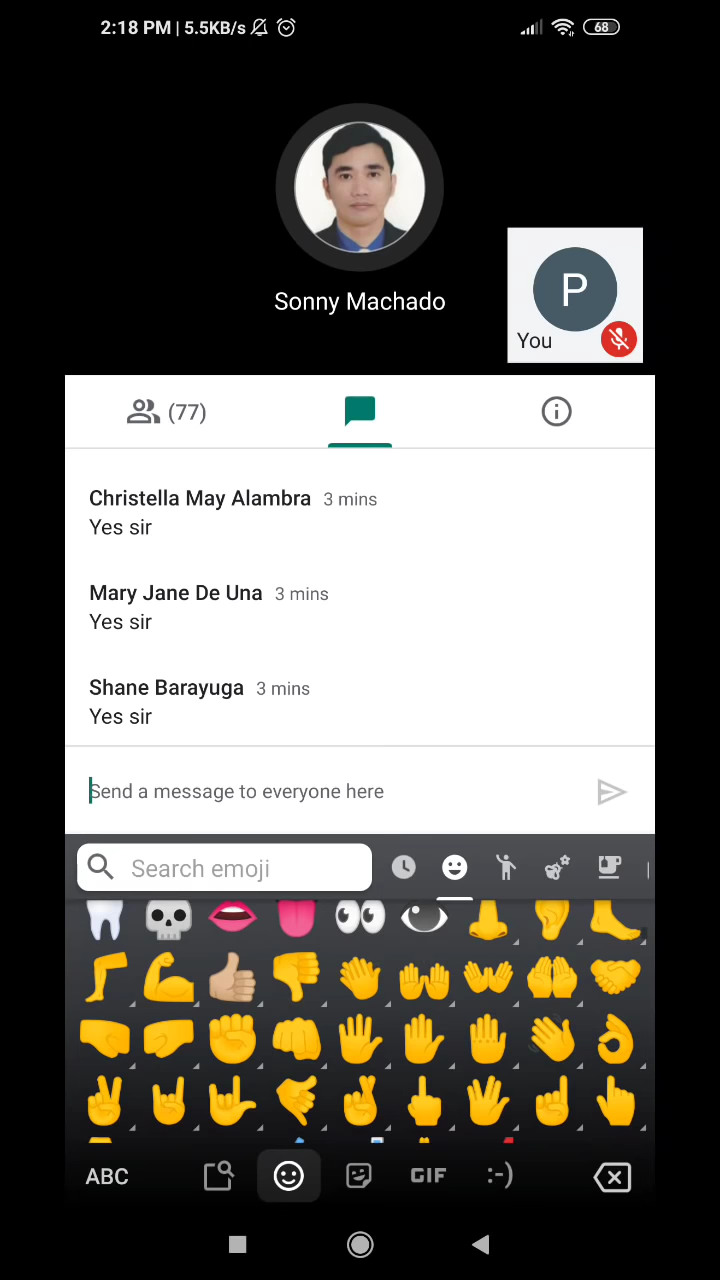 2:18 PM | 5.5KB/s 68
Sonny Machado
P
You
(77)
Christella May Alambra 3 mins
Yes sir
Mary Jane De Una 3 mins
Yes sir
Shane Barayuga 3 mins
Yes sir
Send a message to everyone here
Search emoji
ABC GIF :-)